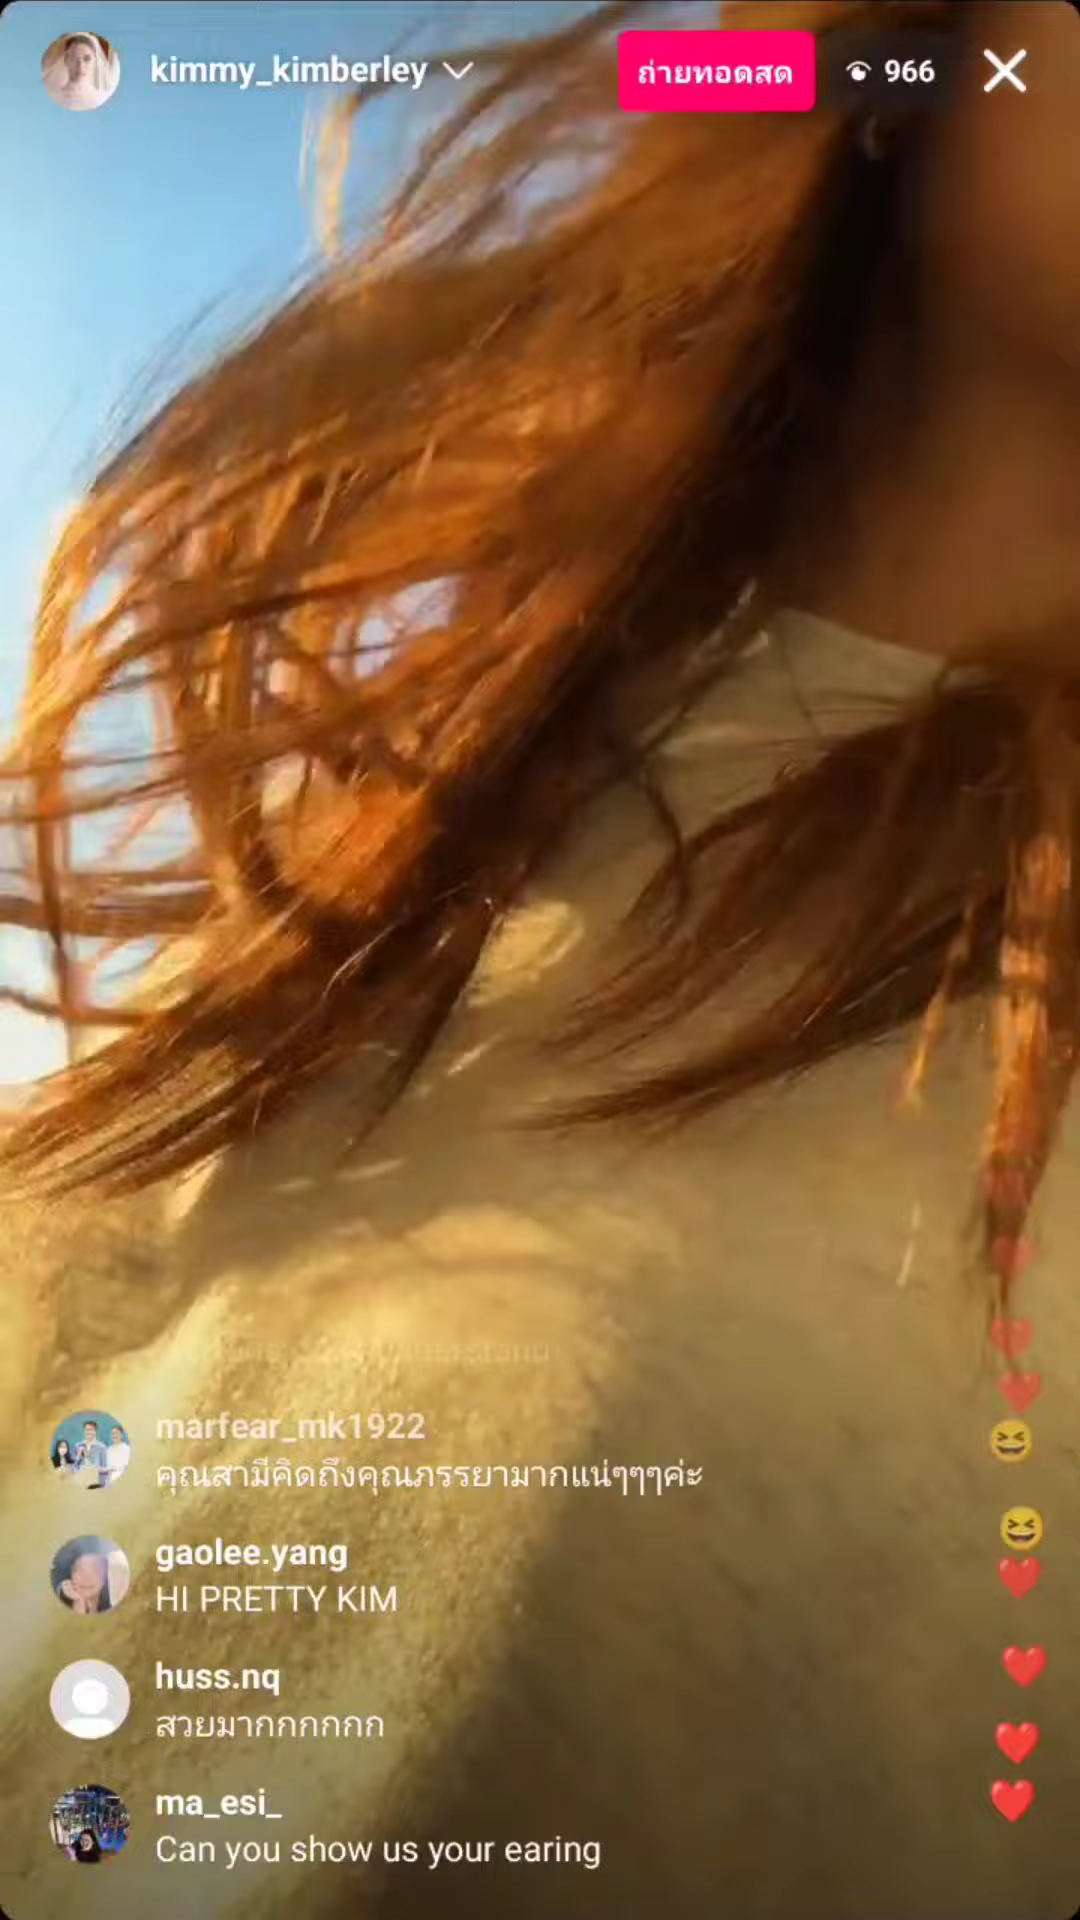 kimmy_kimberley
ถ่ายทอดสด
966
marfear_mk1922
คุณสามีคิดถึงคุณภรรยามากแน่ๆๆๆค่ะ
gaolee.yang
HI PRETTY KIM
huss.nq
สวยมากกกกกก
ma_esi_
Can you show us your earing